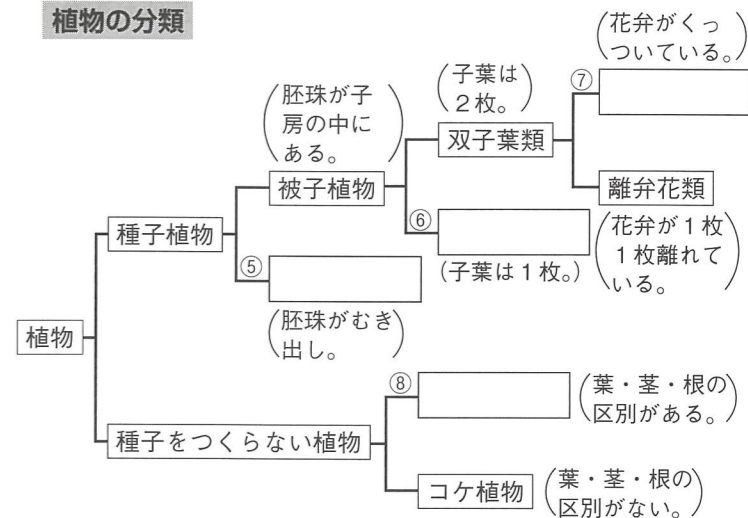 植物の分類
(花弁がくっ
ついている。)
⑦
(子葉は
2枚。)
双子葉類
(胚珠が子
房の中に
ある。)
被子植物
離弁花類
(花弁が1枚
1枚離れて
いる。)
⑥
(子葉は1枚。)
種子植物
⑤
(胚珠がむき
出し。)
植物
⑧
(葉・茎・根の
区別がある。)
種子をつくらない植物
コケ植物
(葉・茎・根の
区別がない。)